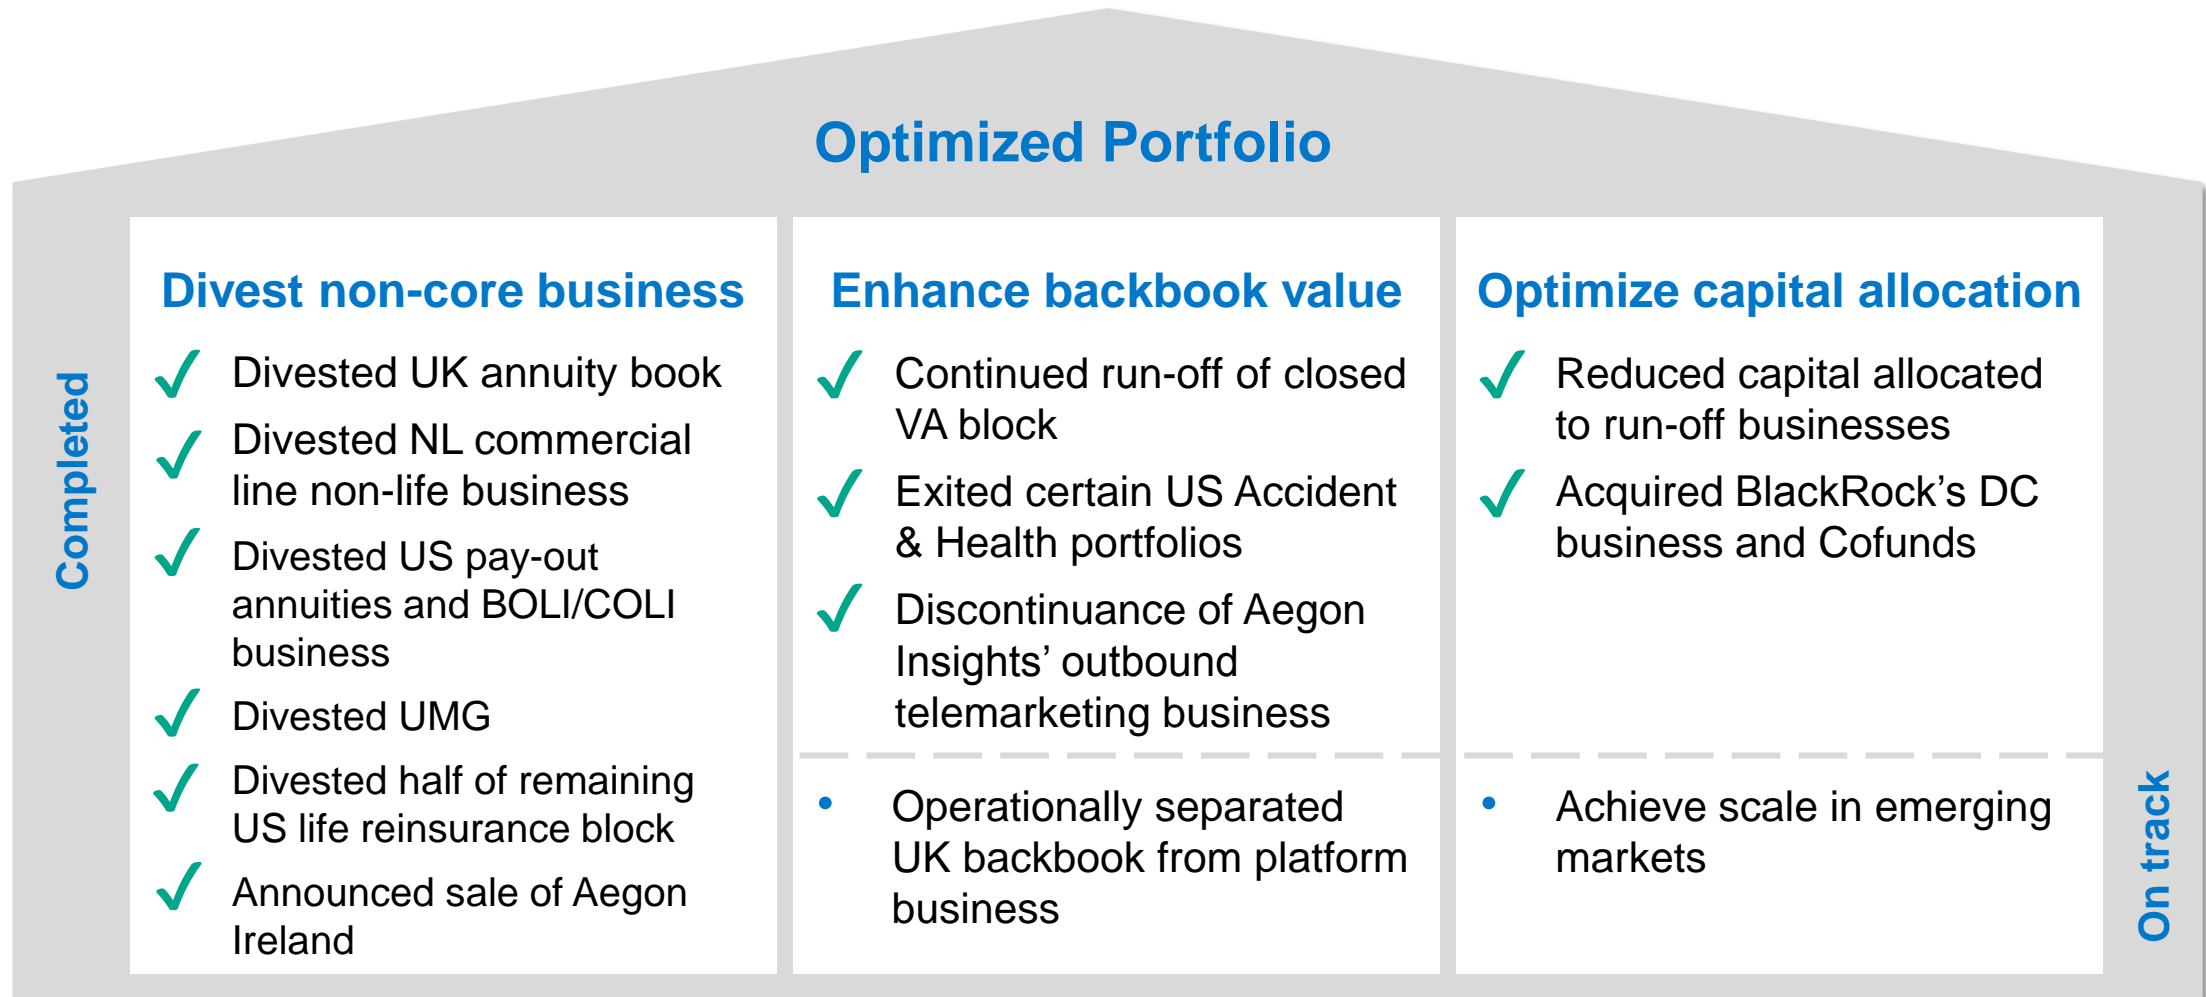 Optimized Portfolio
Completed
Divest non-core business
✓ Divested UK annuity book
✓ Divested NL commercial
line non-life business
✓ Divested US pay-out
annuities and BOLI/COLI
business
✓ Divested UMG
✓ Divested half of remaining
US life reinsurance block
✓ Announced sale of Aegon
Ireland
Enhance backbook value
✓ Continued run-off of closed
VA block
✓ Exited certain US Accident
& Health portfolios
✓ Discontinuance of Aegon
Insights’ outbound
telemarketing business
• Operationally separated
UK backbook from platform
business
Optimize capital allocation
✓ Reduced capital allocated
to run-off businesses
✓ Acquired BlackRock’s DC
business and Cofunds
• Achieve scale in emerging
markets
On track